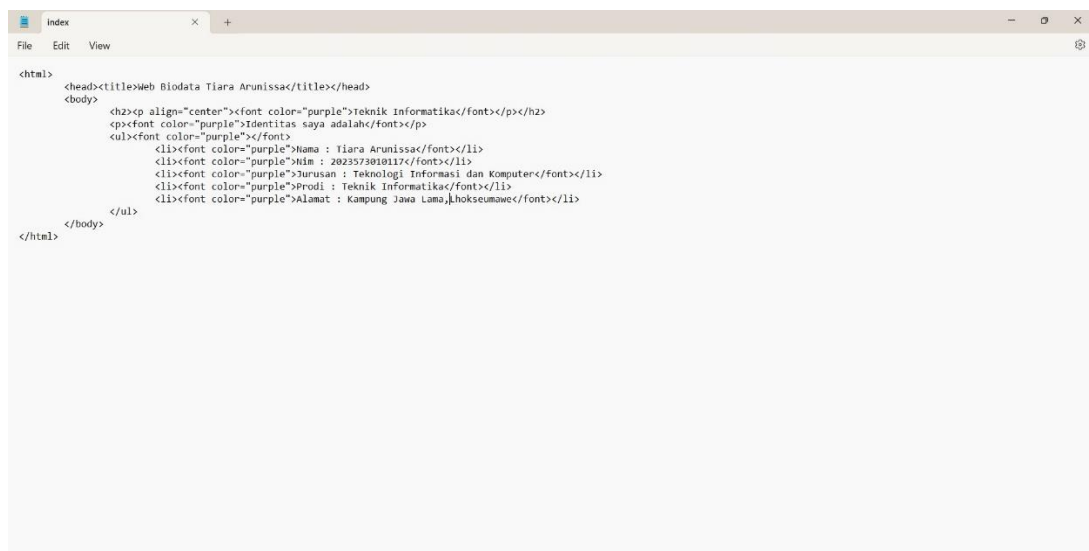 index
File Edit View
<html>
<head><title>Web Biodata Tiara Arunissa</title></head>
<body>
<h2><p align="center"><font color="purple">Teknik Informatika</font></p></h2>
<p><font color="purple">Identitas saya adalah</font></p>
<ul><font color="purple"></font>
<li><font color="purple">Nama : Tiara Arunissa</font></li>
<li><font color="purple">Nim : 2023573010117</font></li>
<li><font color="purple">Jurusan : Teknologi Informasi dan Komputer</font></li>
<li><font color="purple">Prodi : Teknik Informatika</font></li>
<li><font color="purple">Alamat : Kampung Jawa Lama,Lhokseumawe</font></li>
</ul>
</body>
</html>